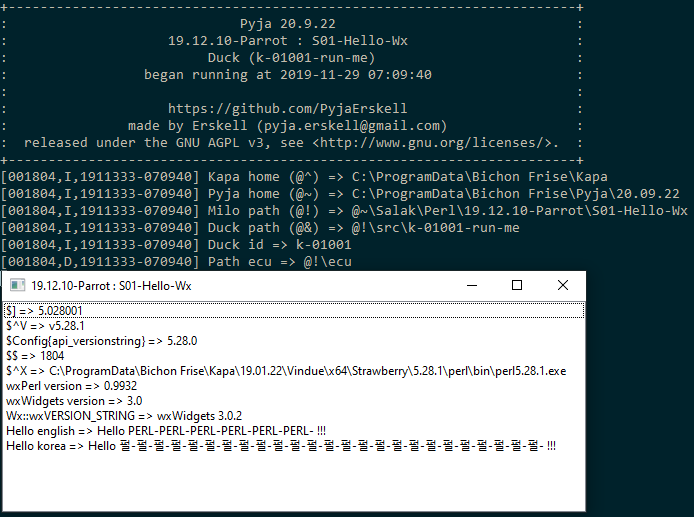 +-----------------------------------------------------------------------+
: Pyja 20.9.22 :
: 19.12.10-Parrot : S01-Hello-Wx :
: Duck (k-01001-run-me) :
: began running at 2019-11-29 07:09:40 :
: :
: https://github.com/PyjaErskell :
: made by Erskell (pyja.erskell@gmail.com) :
: released under the GNU AGPL v3, see <http://www.gnu.org/licenses/>. :
+-----------------------------------------------------------------------+
[001804,I,1911333-070940] Kapa home (@^) => C:\ProgramData\Bichon Frise\Kapa
[001804,I,1911333-070940] Pyja home (@~) => C:\ProgramData\Bichon Frise\Pyja\20.09.22
[001804,I,1911333-070940] Milo path (@!) => @~\Salak\Perl\19.12.10-Parrot\S01-Hello-Wx
[001804,I,1911333-070940] Duck path (@&) => @!\src\k-01001-run-me
[001804,I,1911333-070940] Duck id => k-01001
[001804,D,1911333-070940] Path ecu => @!\ecu
19.12.10-Parrot : S01-Hello-Wx
$] => 5.028001
$^V => v5.28.1
$Config{api_versionstring} => 5.28.0
$$ => 1804
$^X => C:\ProgramData\Bichon Frise\Kapa\19.01.22\Vindue\x64\Strawberry\5.28.1\perl\bin\perl5.28.1.exe
wxPerl version => 0.9932
wxWidgets version => 3.0
Wx::wxVERSION_STRING => wxWidgets 3.0.2
Hello english => Hello PERL-PERL-PERL-PERL-PERL-PERL- !!!
Hello korea => Hello 펄-펄-펄-펄-펄-펄-펄-펄-펄-펄-펄-펄-펄-펄-펄-펄-펄-펄-펄-펄-펄-펄-펄-펄-펄- !!!